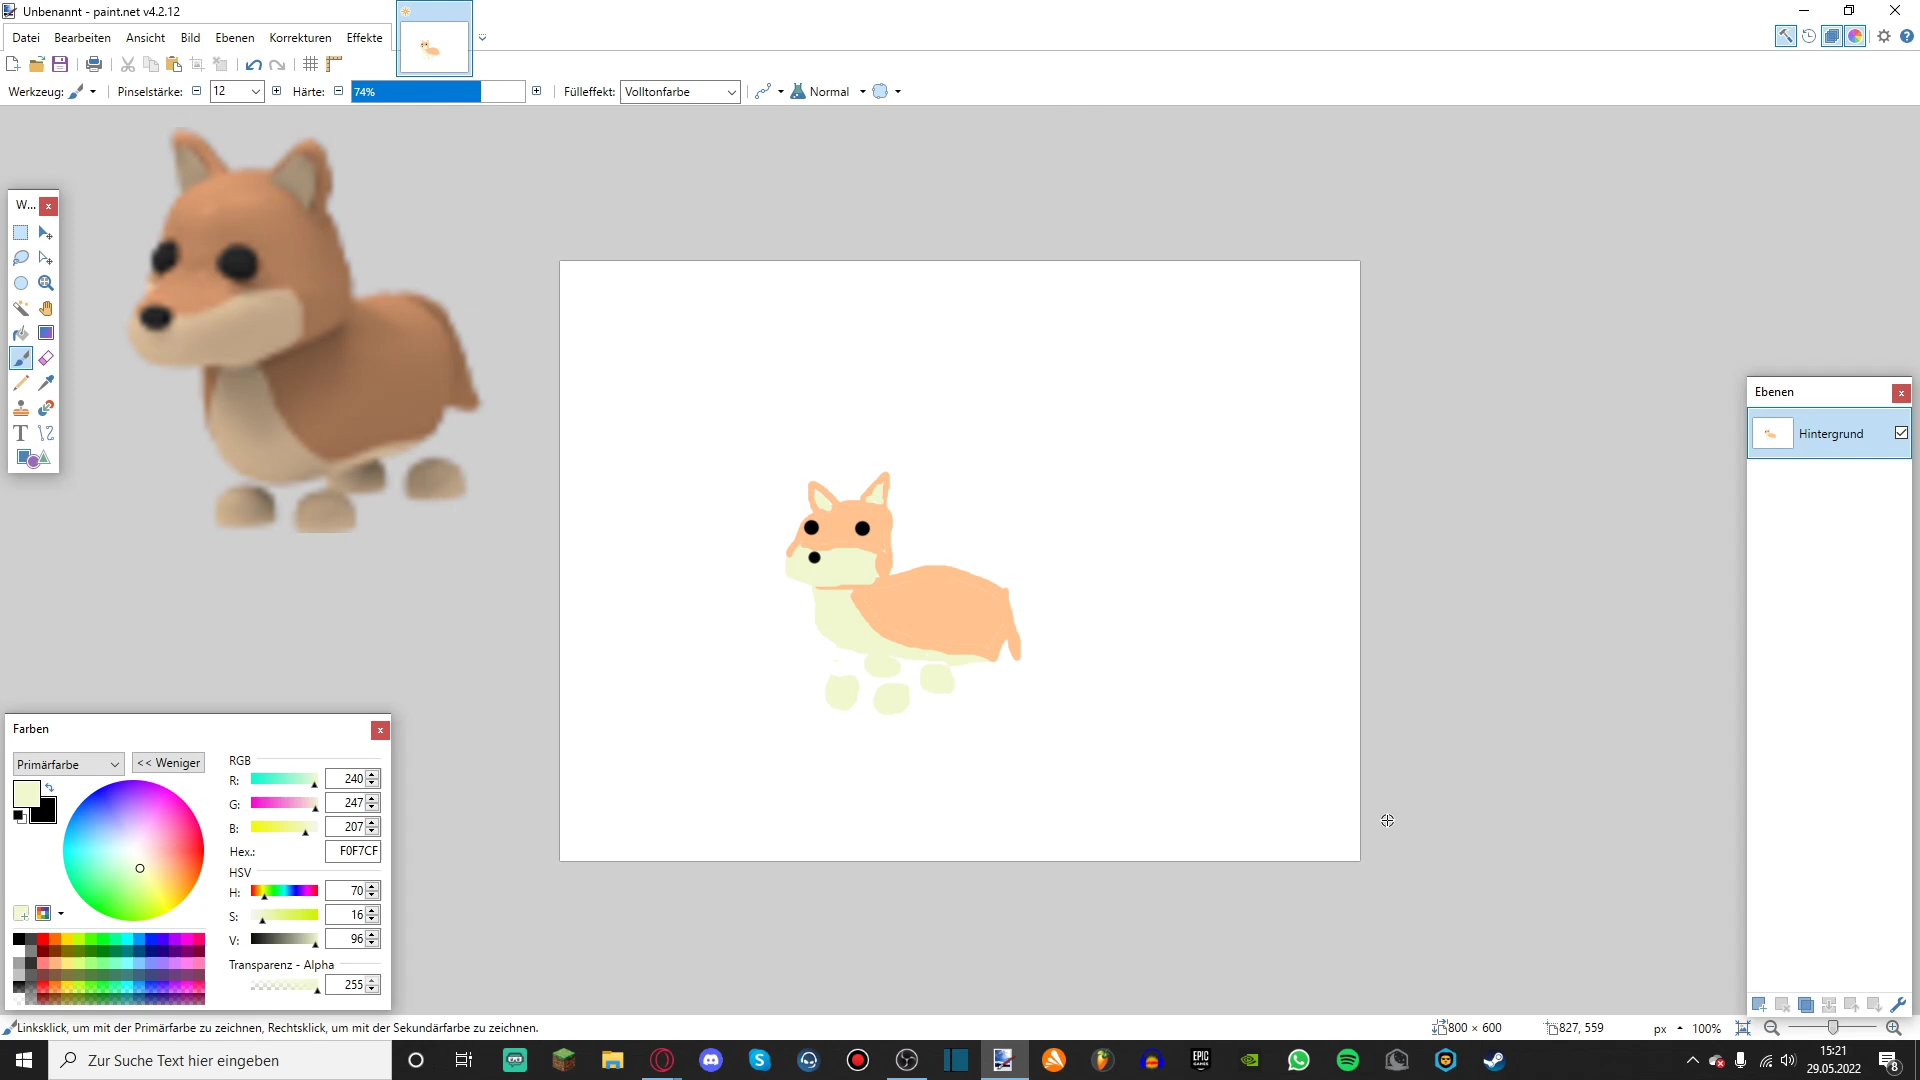 Unbenannt - paint.net v4.2.12
Datei Bearbeiten Ansicht Bild Ebenen Korrekturen Effekte
Werkzeug: Pinselstärke: 12 Härte: 74% Fülleffekt: Volltonfarbe Normal
W...
Ebenen
Hintergrund
Farben
Primärfarbe << Weniger
RGB
R: 240
G: 247
B: 207
Hex.: F0F7CF
HSV
H: 70
S: 16
V: 96
Transparenz - Alpha
255
Linksklick, um mit der Primärfarbe zu zeichnen, Rechtsklick, um mit der Sekundärfarbe zu zeichnen.
800 × 600 827, 559 px 100%
Zur Suche Text hier eingeben
EPIC GAMES
15:21
29.05.2022
8